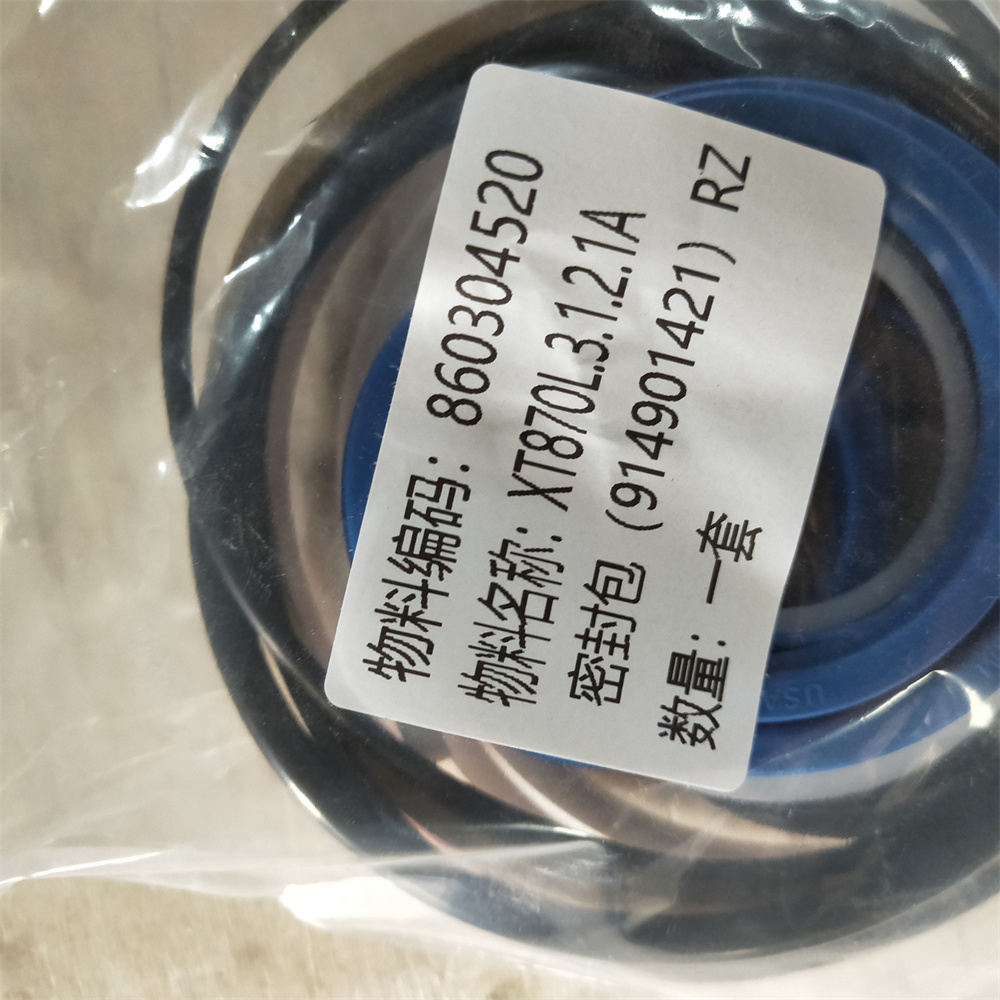 物料编码：860304520
物料名称：XT870L.3.1.2.1A
密封包（914901421）RZ
数量：一套